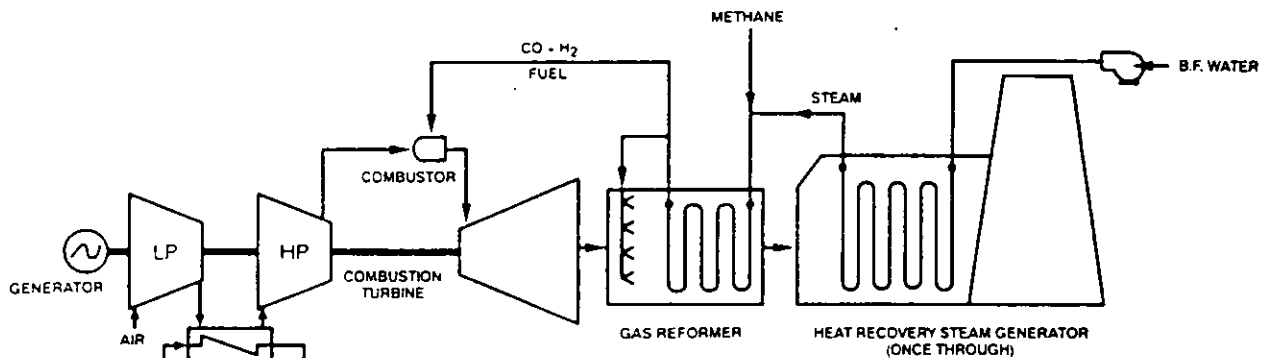 METHANE
CO - H2
FUEL
STEAM
B.F. WATER
COMBUSTOR
LP
HP
GENERATOR
COMBUSTION
TURBINE
AIR
GAS REFORMER
HEAT RECOVERY STEAM GENERATOR
(ONCE THROUGH)